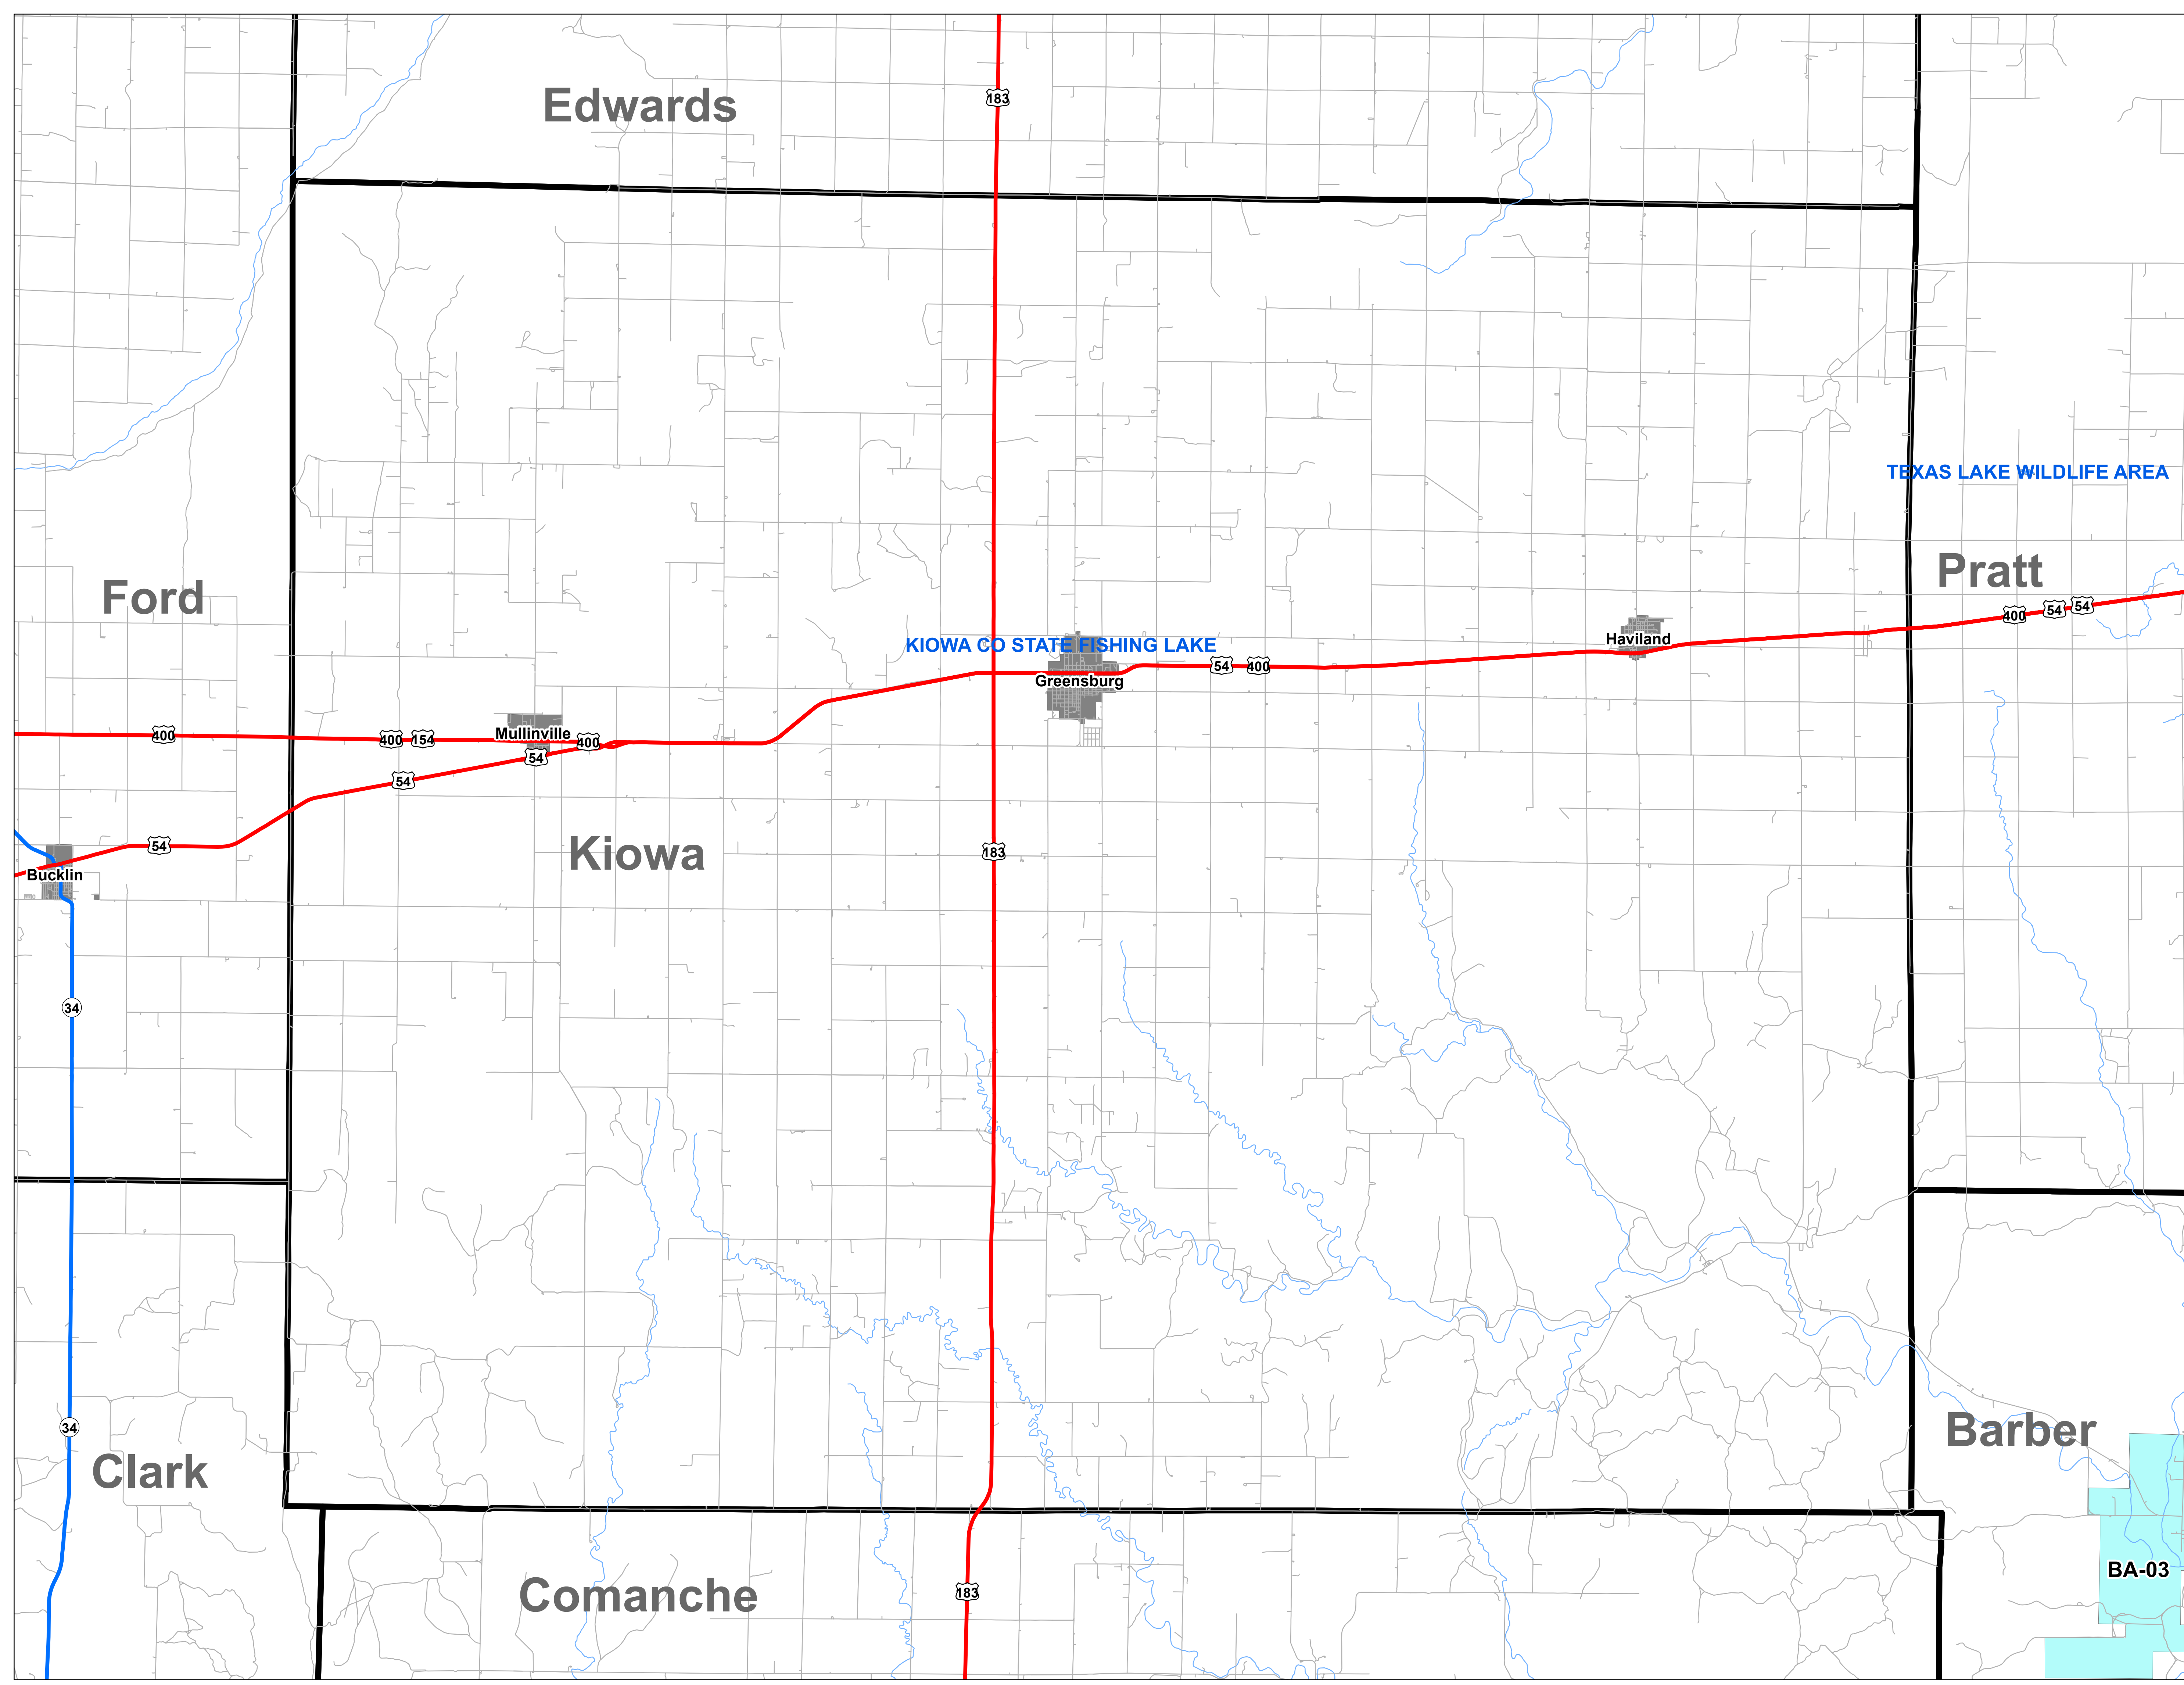 183
Edwards
TEXAS LAKE WILDLIFE AREA
Pratt
Ford
400
54
54
KIOWA CO STATE FISHING LAKE
Haviland
54
400
Greensburg
400
400
154
Mullinville
400
54
54
54
Kiowa
183
Bucklin
34
34
Barber
Clark
BA-03
Comanche
183